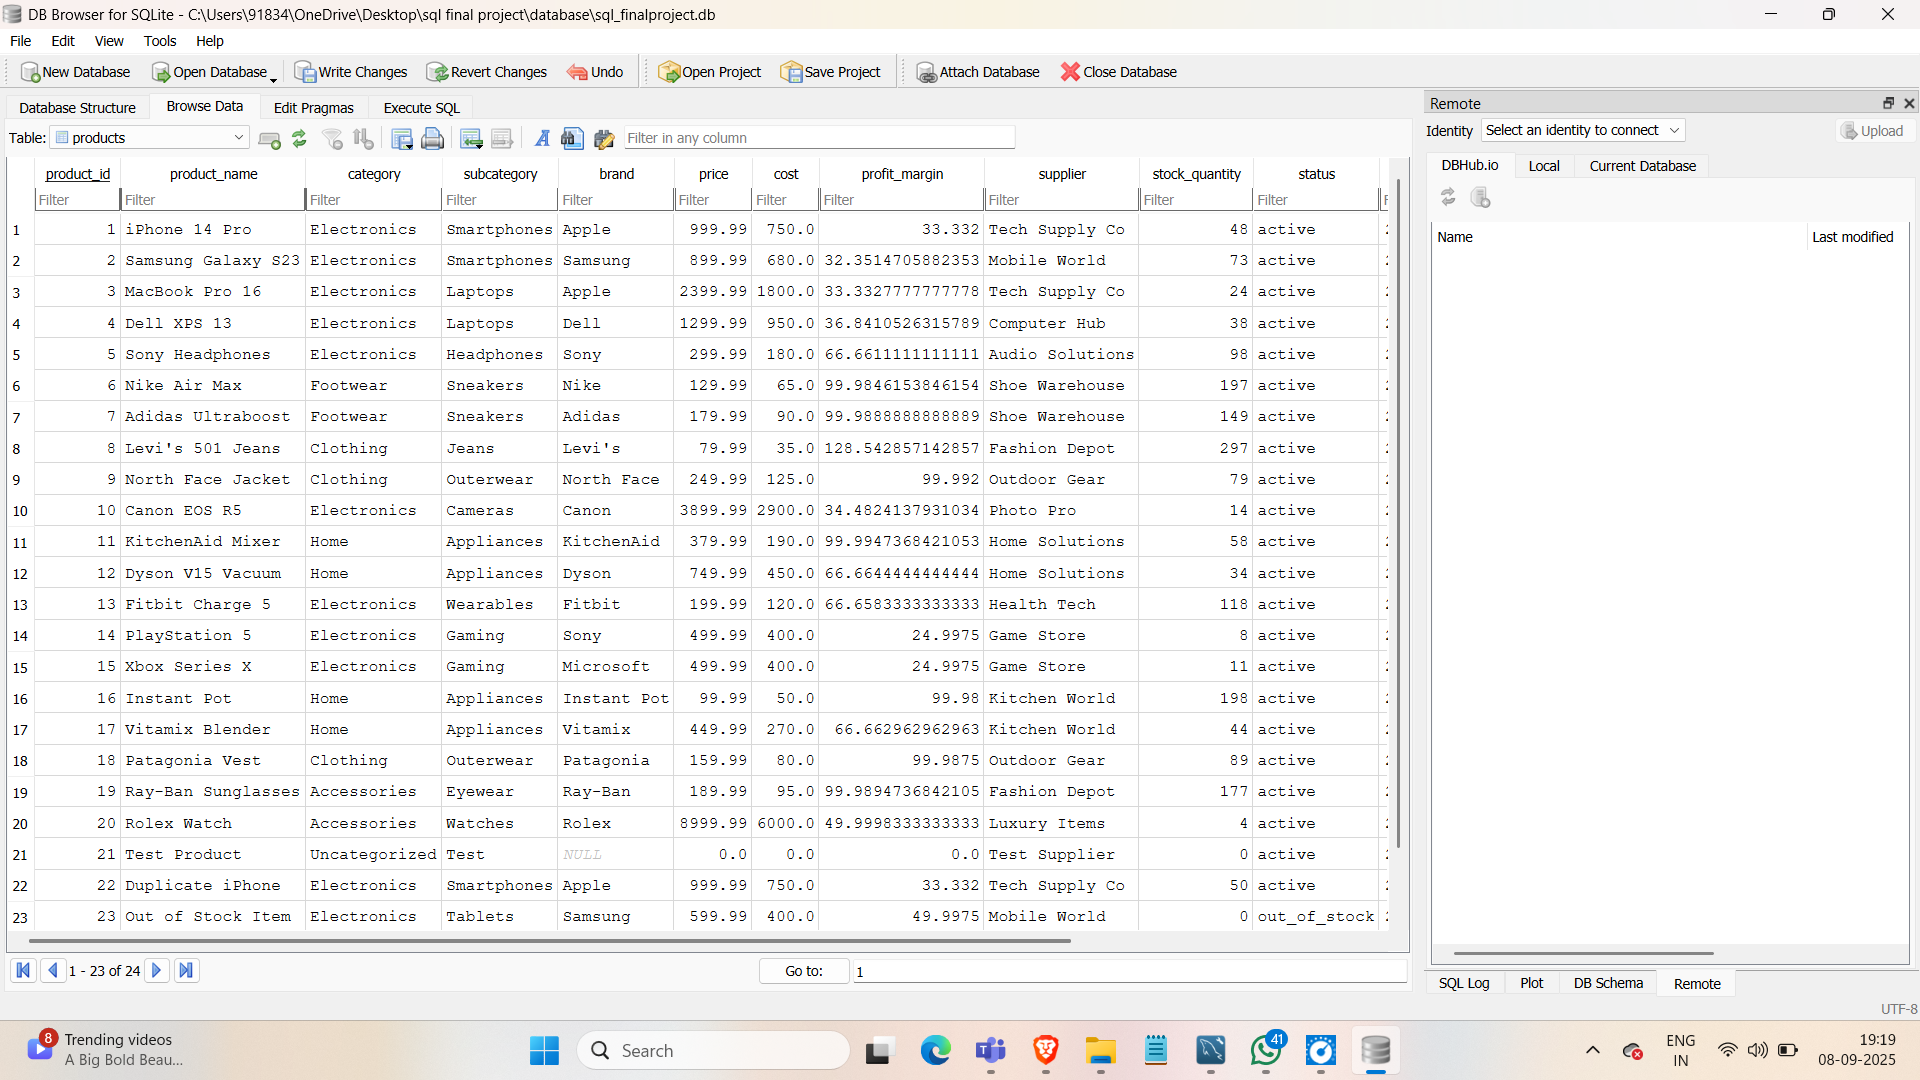 DB Browser for SQLite - C:\Users\91834\OneDrive\Desktop\sql final project\database\sql_finalproject.db
File Edit View Tools Help
New Database Open Database Write Changes Revert Changes Undo Open Project Save Project Attach Database Close Database
Database Structure Browse Data Edit Pragmas Execute SQL
Table: products Filter in any column
product_id product_name category subcategory brand price cost profit_margin supplier stock_quantity status
Filter Filter Filter Filter Filter Filter Filter Filter Filter Filter Filter
1 1 iPhone 14 Pro Electronics Smartphones Apple 999.99 750.0 33.332 Tech Supply Co 48 active
2 2 Samsung Galaxy S23 Electronics Smartphones Samsung 899.99 680.0 32.3514705882353 Mobile World 73 active
3 3 MacBook Pro 16 Electronics Laptops Apple 2399.99 1800.0 33.3327777777778 Tech Supply Co 24 active
4 4 Dell XPS 13 Electronics Laptops Dell 1299.99 950.0 36.8410526315789 Computer Hub 38 active
5 5 Sony Headphones Electronics Headphones Sony 299.99 180.0 66.6611111111111 Audio Solutions 98 active
6 6 Nike Air Max Footwear Sneakers Nike 129.99 65.0 99.9846153846154 Shoe Warehouse 197 active
7 7 Adidas Ultraboost Footwear Sneakers Adidas 179.99 90.0 99.9888888888889 Shoe Warehouse 149 active
8 8 Levi's 501 Jeans Clothing Jeans Levi's 79.99 35.0 128.542857142857 Fashion Depot 297 active
9 9 North Face Jacket Clothing Outerwear North Face 249.99 125.0 99.992 Outdoor Gear 79 active
10 10 Canon EOS R5 Electronics Cameras Canon 3899.99 2900.0 34.4824137931034 Photo Pro 14 active
11 11 KitchenAid Mixer Home Appliances KitchenAid 379.99 190.0 99.9947368421053 Home Solutions 58 active
12 12 Dyson V15 Vacuum Home Appliances Dyson 749.99 450.0 66.6644444444444 Home Solutions 34 active
13 13 Fitbit Charge 5 Electronics Wearables Fitbit 199.99 120.0 66.6583333333333 Health Tech 118 active
14 14 PlayStation 5 Electronics Gaming Sony 499.99 400.0 24.9975 Game Store 8 active
15 15 Xbox Series X Electronics Gaming Microsoft 499.99 400.0 24.9975 Game Store 11 active
16 16 Instant Pot Home Appliances Instant Pot 99.99 50.0 99.98 Kitchen World 198 active
17 17 Vitamix Blender Home Appliances Vitamix 449.99 270.0 66.662962962963 Kitchen World 44 active
18 18 Patagonia Vest Clothing Outerwear Patagonia 159.99 80.0 99.9875 Outdoor Gear 89 active
19 19 Ray-Ban Sunglasses Accessories Eyewear Ray-Ban 189.99 95.0 99.9894736842105 Fashion Depot 177 active
20 20 Rolex Watch Accessories Watches Rolex 8999.99 6000.0 49.9998333333333 Luxury Items 4 active
21 21 Test Product Uncategorized Test NULL 0.0 0.0 0.0 Test Supplier 0 active
22 22 Duplicate iPhone Electronics Smartphones Apple 999.99 750.0 33.332 Tech Supply Co 50 active
23 23 Out of Stock Item Electronics Tablets Samsung 599.99 400.0 49.9975 Mobile World 0 out_of_stock
1 - 23 of 24 Go to: 1
Remote
Identity Select an identity to connect Upload
DBHub.io Local Current Database
Name Last modified
SQL Log Plot DB Schema Remote
UTF-8
8 Trending videos
A Big Bold Beau...
Search
41
ENG
IN
19:19
08-09-2025